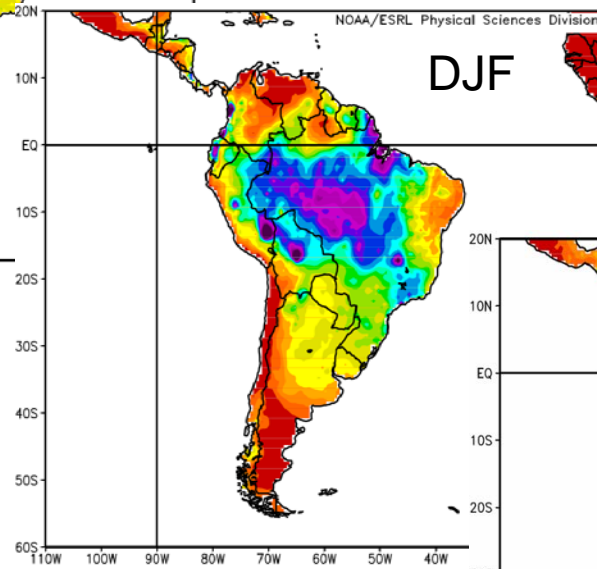 NOAA/ESRL Physical Sciences Division
DJF
20N
10N
EQ
10S
20S
30S
40S
50S
60S
110W 100W 90W 80W 70W 60W 50W 40W
20N
10N
EQ
10S
20S